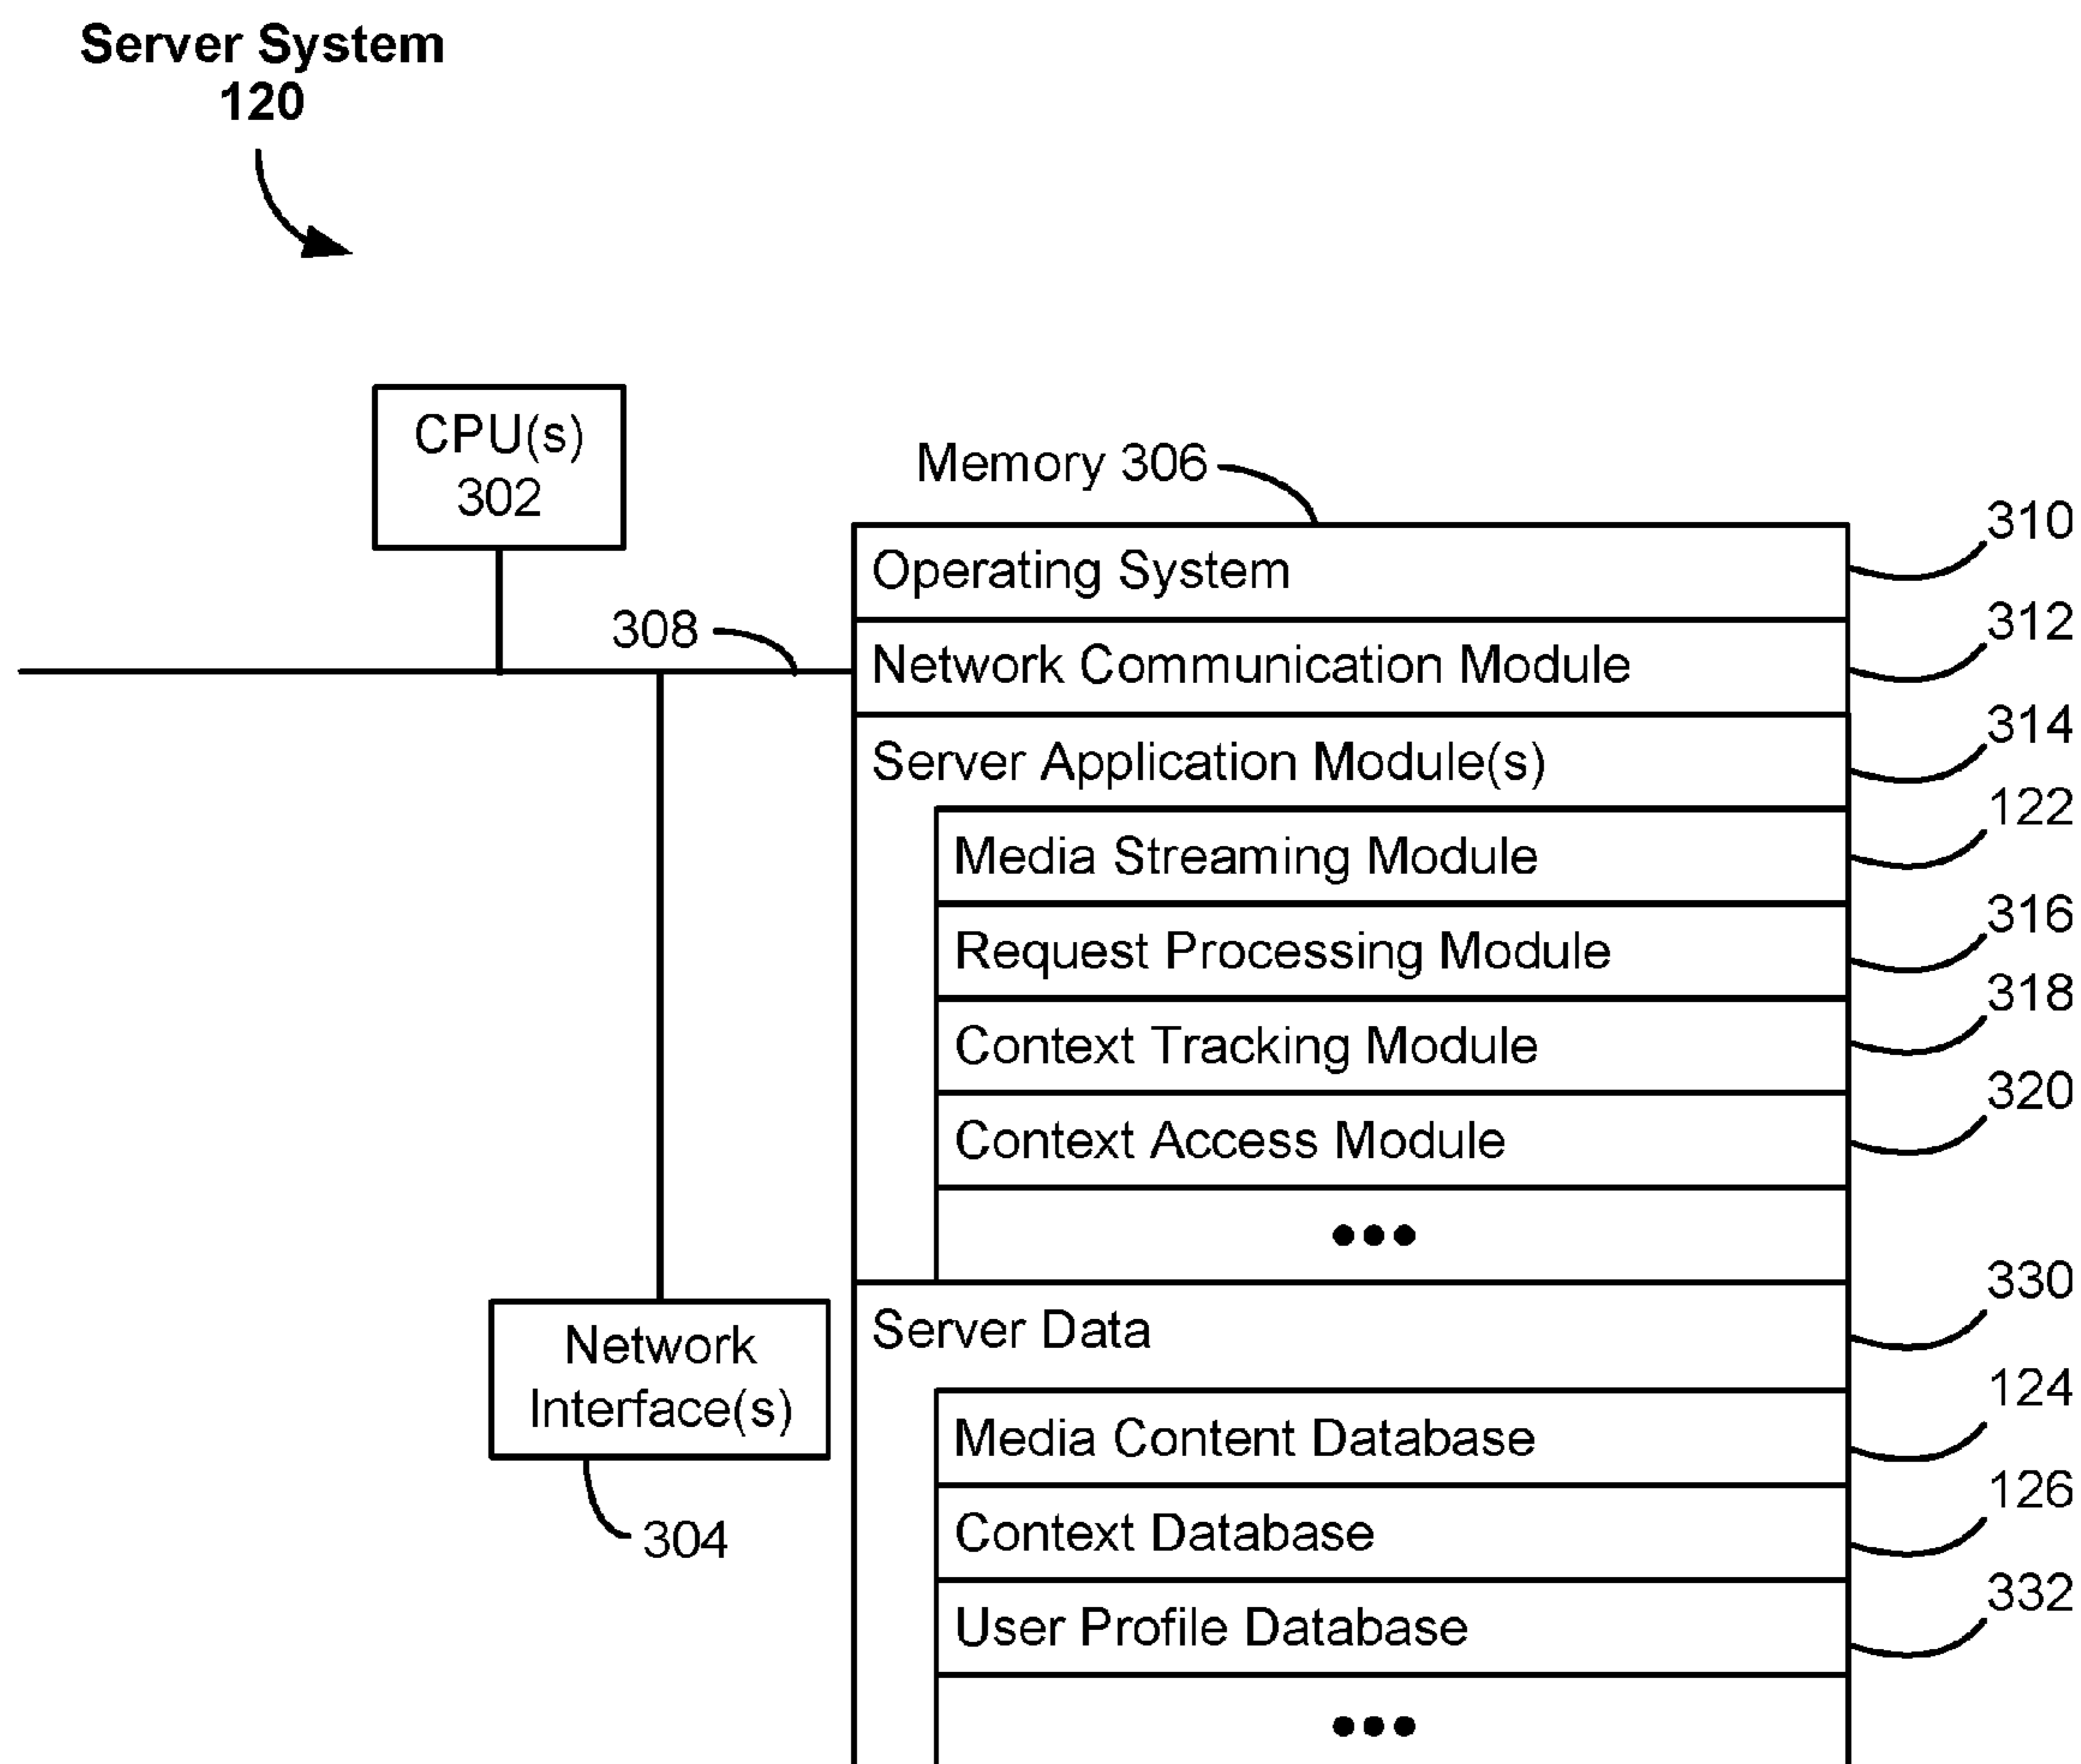 Server System
120
CPU(s)
302
Memory 306
310
Operating System
308
312
Network Communication Module
314
Server Application Module(s)
122
Media Streaming Module
316
Request Processing Module
318
Context Tracking Module
320
Context Access Module
•••
330
Server Data
Network
Interface(s)
304
124
Media Content Database
126
Context Database
332
User Profile Database
•••